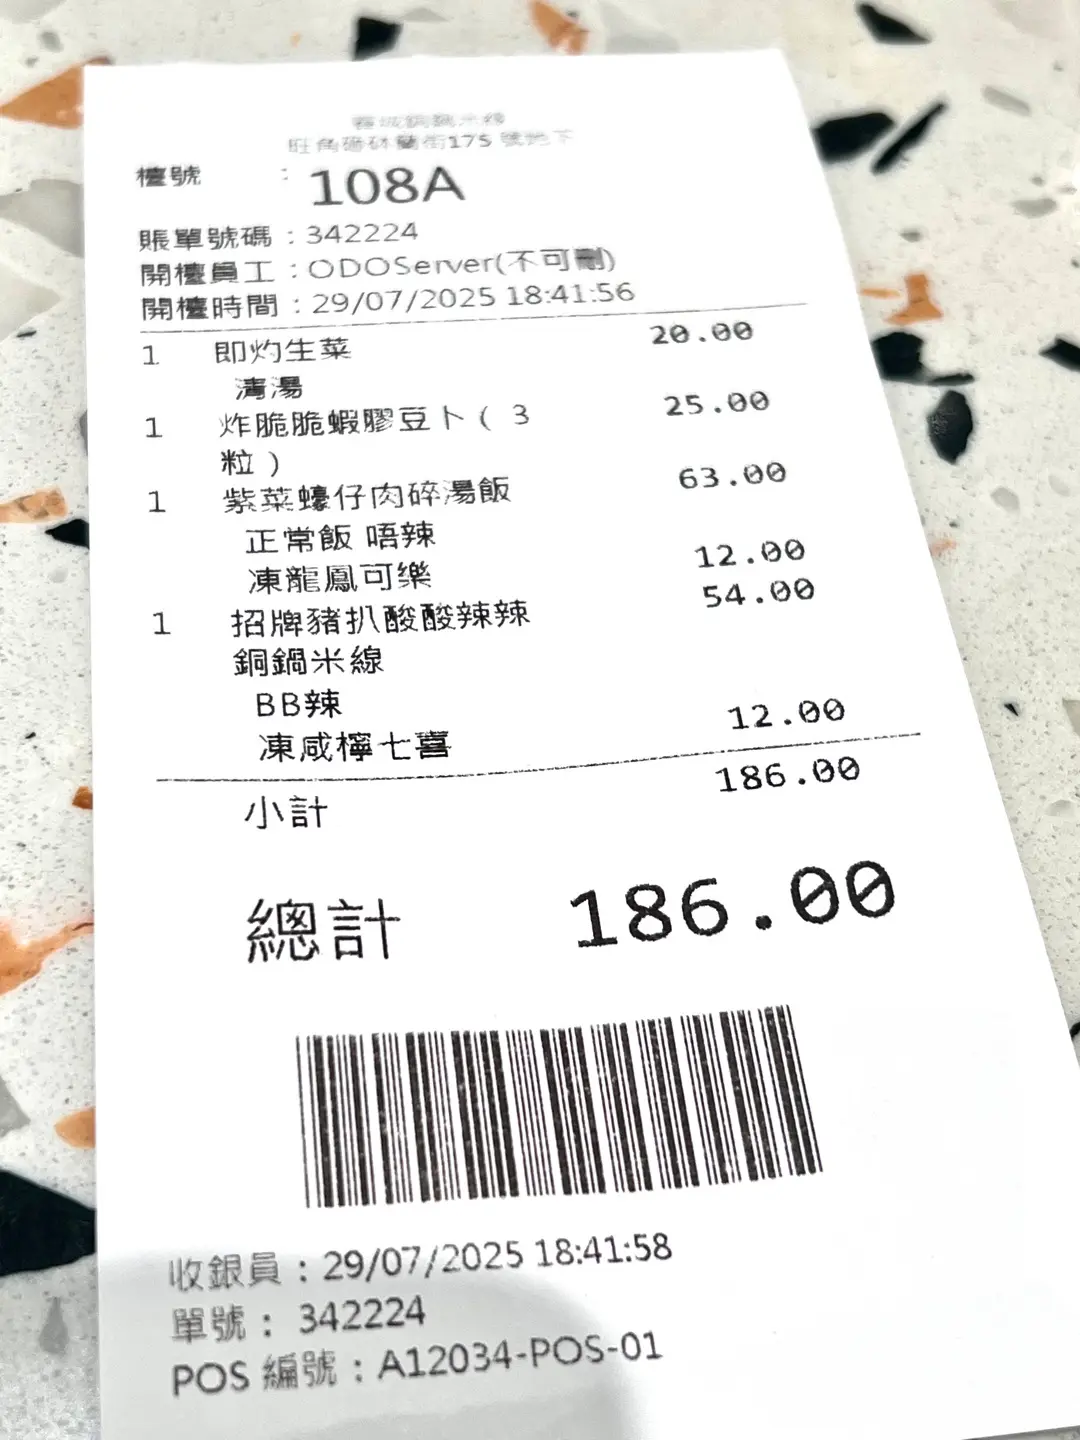 銅鍋米線
旺角砵蘭街175 號地下
檯號 : 108A
賬單號碼 : 342224
開檯員工 : ODOServer(不可刪)
開檯時間 : 29/07/2025 18:41:56
1 即灼生菜 20.00
清湯
1 炸脆脆蝦膠豆卜 ( 3 25.00
粒 )
1 紫菜蠔仔肉碎湯飯 63.00
正常飯 唔辣
凍龍鳳可樂 12.00
1 招牌豬扒酸酸辣辣 54.00
銅鍋米線
BB辣
凍咸檸七喜 12.00
小計 186.00
總計 186.00
收銀員 : 29/07/2025 18:41:58
單號 : 342224
POS 編號 : A12034-POS-01